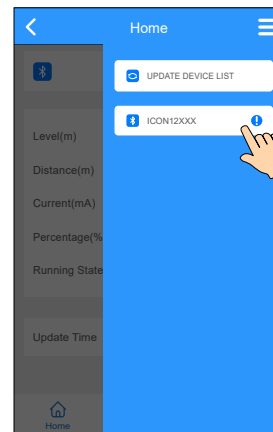 Home
UPDATE DEVICE LIST
ICON12XXX
Level(m)
Distance(m)
Current(mA)
Percentage(%
Running State
Update Time
Home